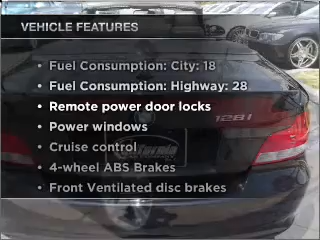 VEHICLE FEATURES
Fuel Consumption: City: 18
Fuel Consumption: Highway: 28
Remote power door locks
Power windows
Cruise control
4-wheel ABS Brakes
Front Ventilated disc brakes
128i